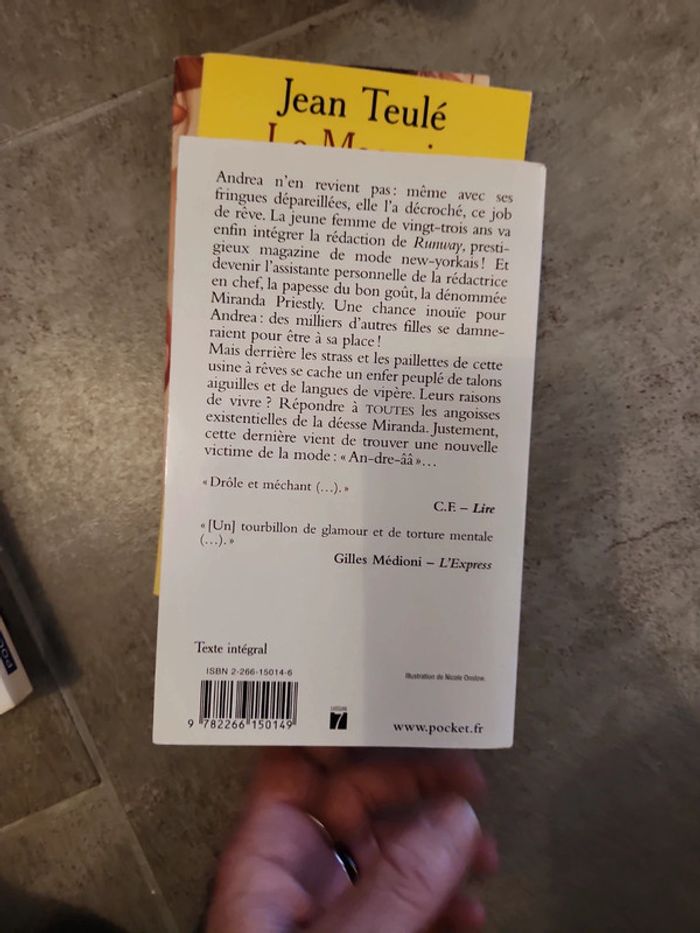 Jean Teulé
Andrea n'en revient pas : même avec ses
fringues dépareillées, elle l'a décroché, ce job
de rêve. La jeune femme de vingt-trois ans va
enfin intégrer la rédaction de Runway, presti-
gieux magazine de mode new-yorkais ! Et
devenir l'assistante personnelle de la rédactrice
en chef, la papesse du bon goût, la dénommée
Miranda Priestly. Une chance inouïe pour
Andrea : des milliers d'autres filles se damne-
raient pour être à sa place !
Mais derrière les strass et les paillettes de cette
usine à rêves se cache un enfer peuplé de talons
aiguilles et de langues de vipère. Leurs raisons
de vivre ? Répondre à TOUTES les angoisses
existentielles de la déesse Miranda. Justement,
cette dernière vient de trouver une nouvelle
victime de la mode : « An-dre-ââ »…
« Drôle et méchant (…). »
C.F. – Lire
« [Un] tourbillon de glamour et de torture mentale
(…). »
Gilles Médioni – L'Express
Texte intégral
ISBN 2-266-15014-6
Illustration de Nicole Onslow.
9 782266 150149
7
www.pocket.fr